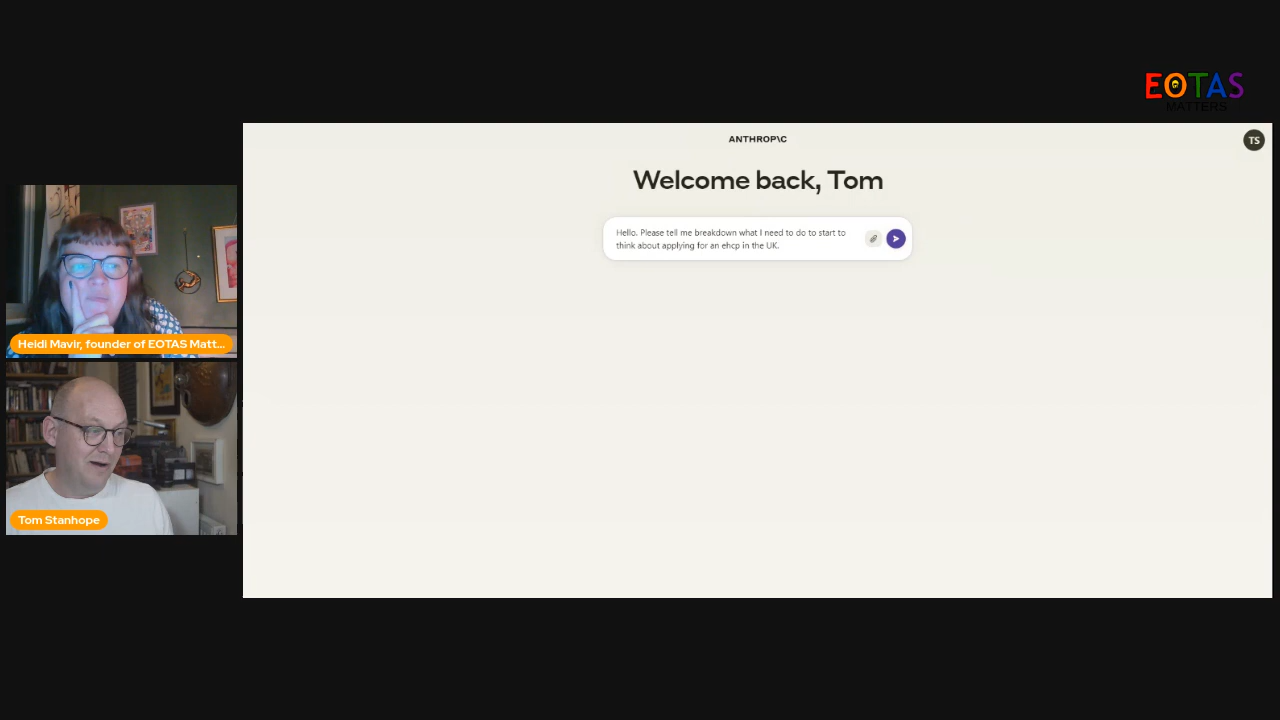 EOTAS
MATTERS
ANTHROP\C
TS
Welcome back, Tom
Hello. Please tell me breakdown what I need to do to start to
think about applying for an ehcp in the UK.
Heidi Mavir, founder of EOTAS Matt...
Tom Stanhope